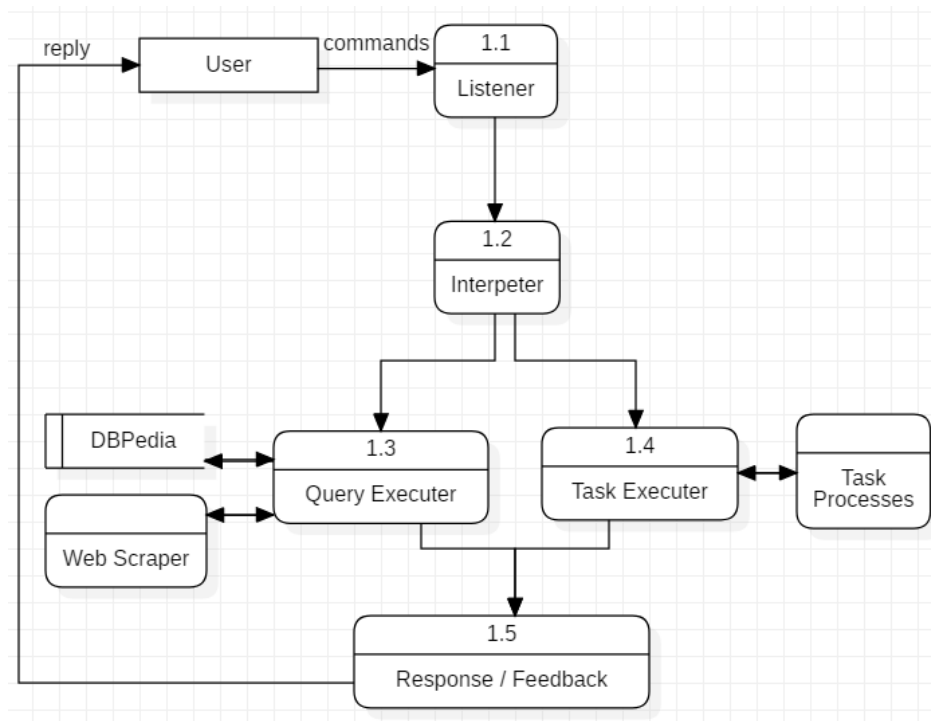 reply
User
commands
1.1
Listener
1.2
Interpeter
DBPedia
1.3
Query Executer
1.4
Task Executer
Task
Processes
Web Scraper
1.5
Response / Feedback